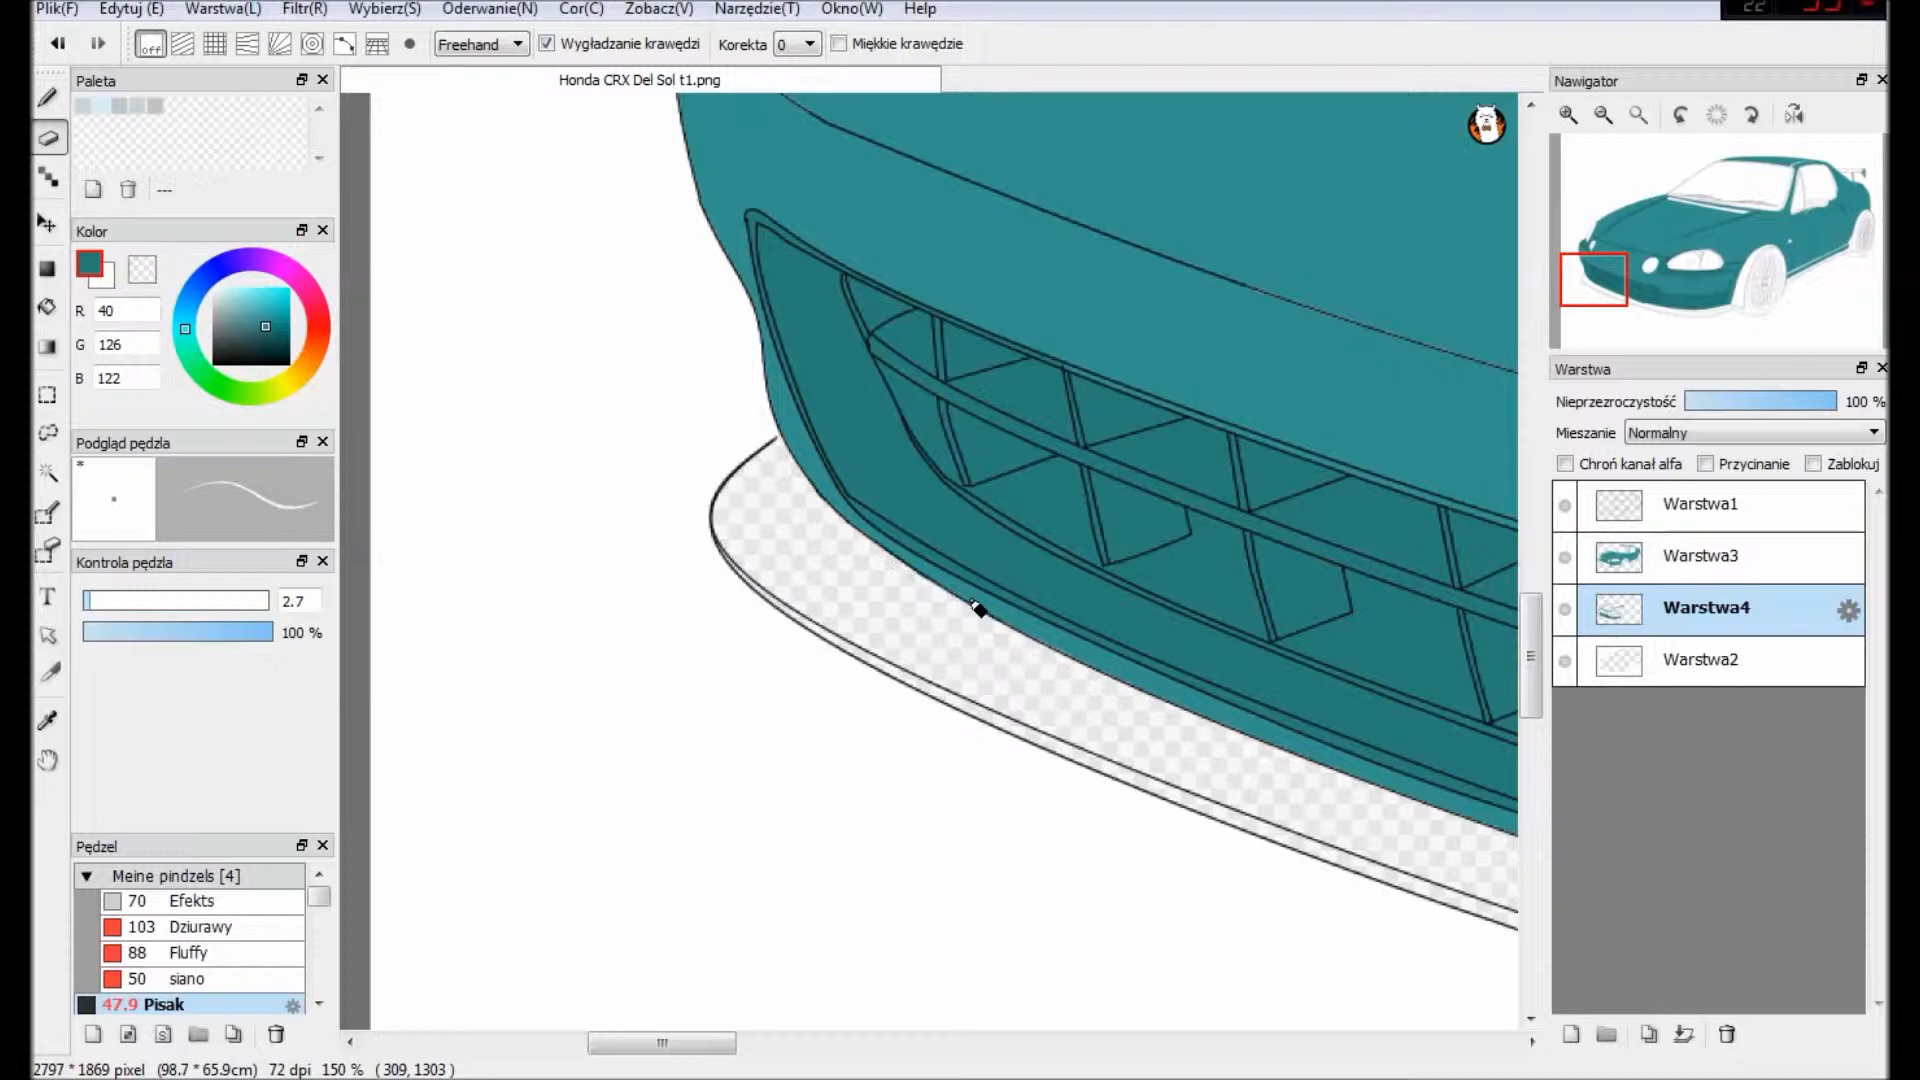 Plik(F) Edytuj (E) Warstwa(L) Filtr(R) Wybierz(S) Oderwanie(N) Cor(C) Zobacz(V) Narzędzie(T) Okno(W) Help
22
off Freehand Wygładzanie krawędzi Korekta 0 Miękkie krawędzie
Paleta
Honda CRX Del Sol t1.png
Nawigator
---
Kolor
R 40
G 126
B 122
Podgląd pędzla
*
Kontrola pędzla
2.7
100 %
Warstwa
Nieprzezroczystość 100 %
Mieszanie Normalny
Chroń kanał alfa Przycinanie Zablokuj
Warstwa1
Warstwa3
Warstwa4
Warstwa2
T
Pędzel
Meine pindzels [4]
70 Efekts
103 Dziurawy
88 Fluffy
50 siano
47.9 Pisak
2797 * 1869 pixel (98.7 * 65.9cm) 72 dpi 150 % ( 309, 1303 )